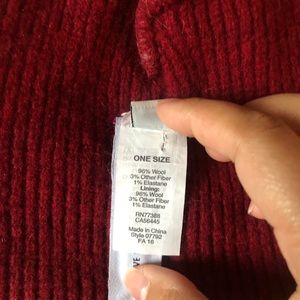 ONE SIZE
96% Wool
3% Other Fiber
1% Elastane
Lining:
96% Wool
3% Other Fiber
1% Elastane
RN77388
CA56445
Made in China
Style 07792
FA 16